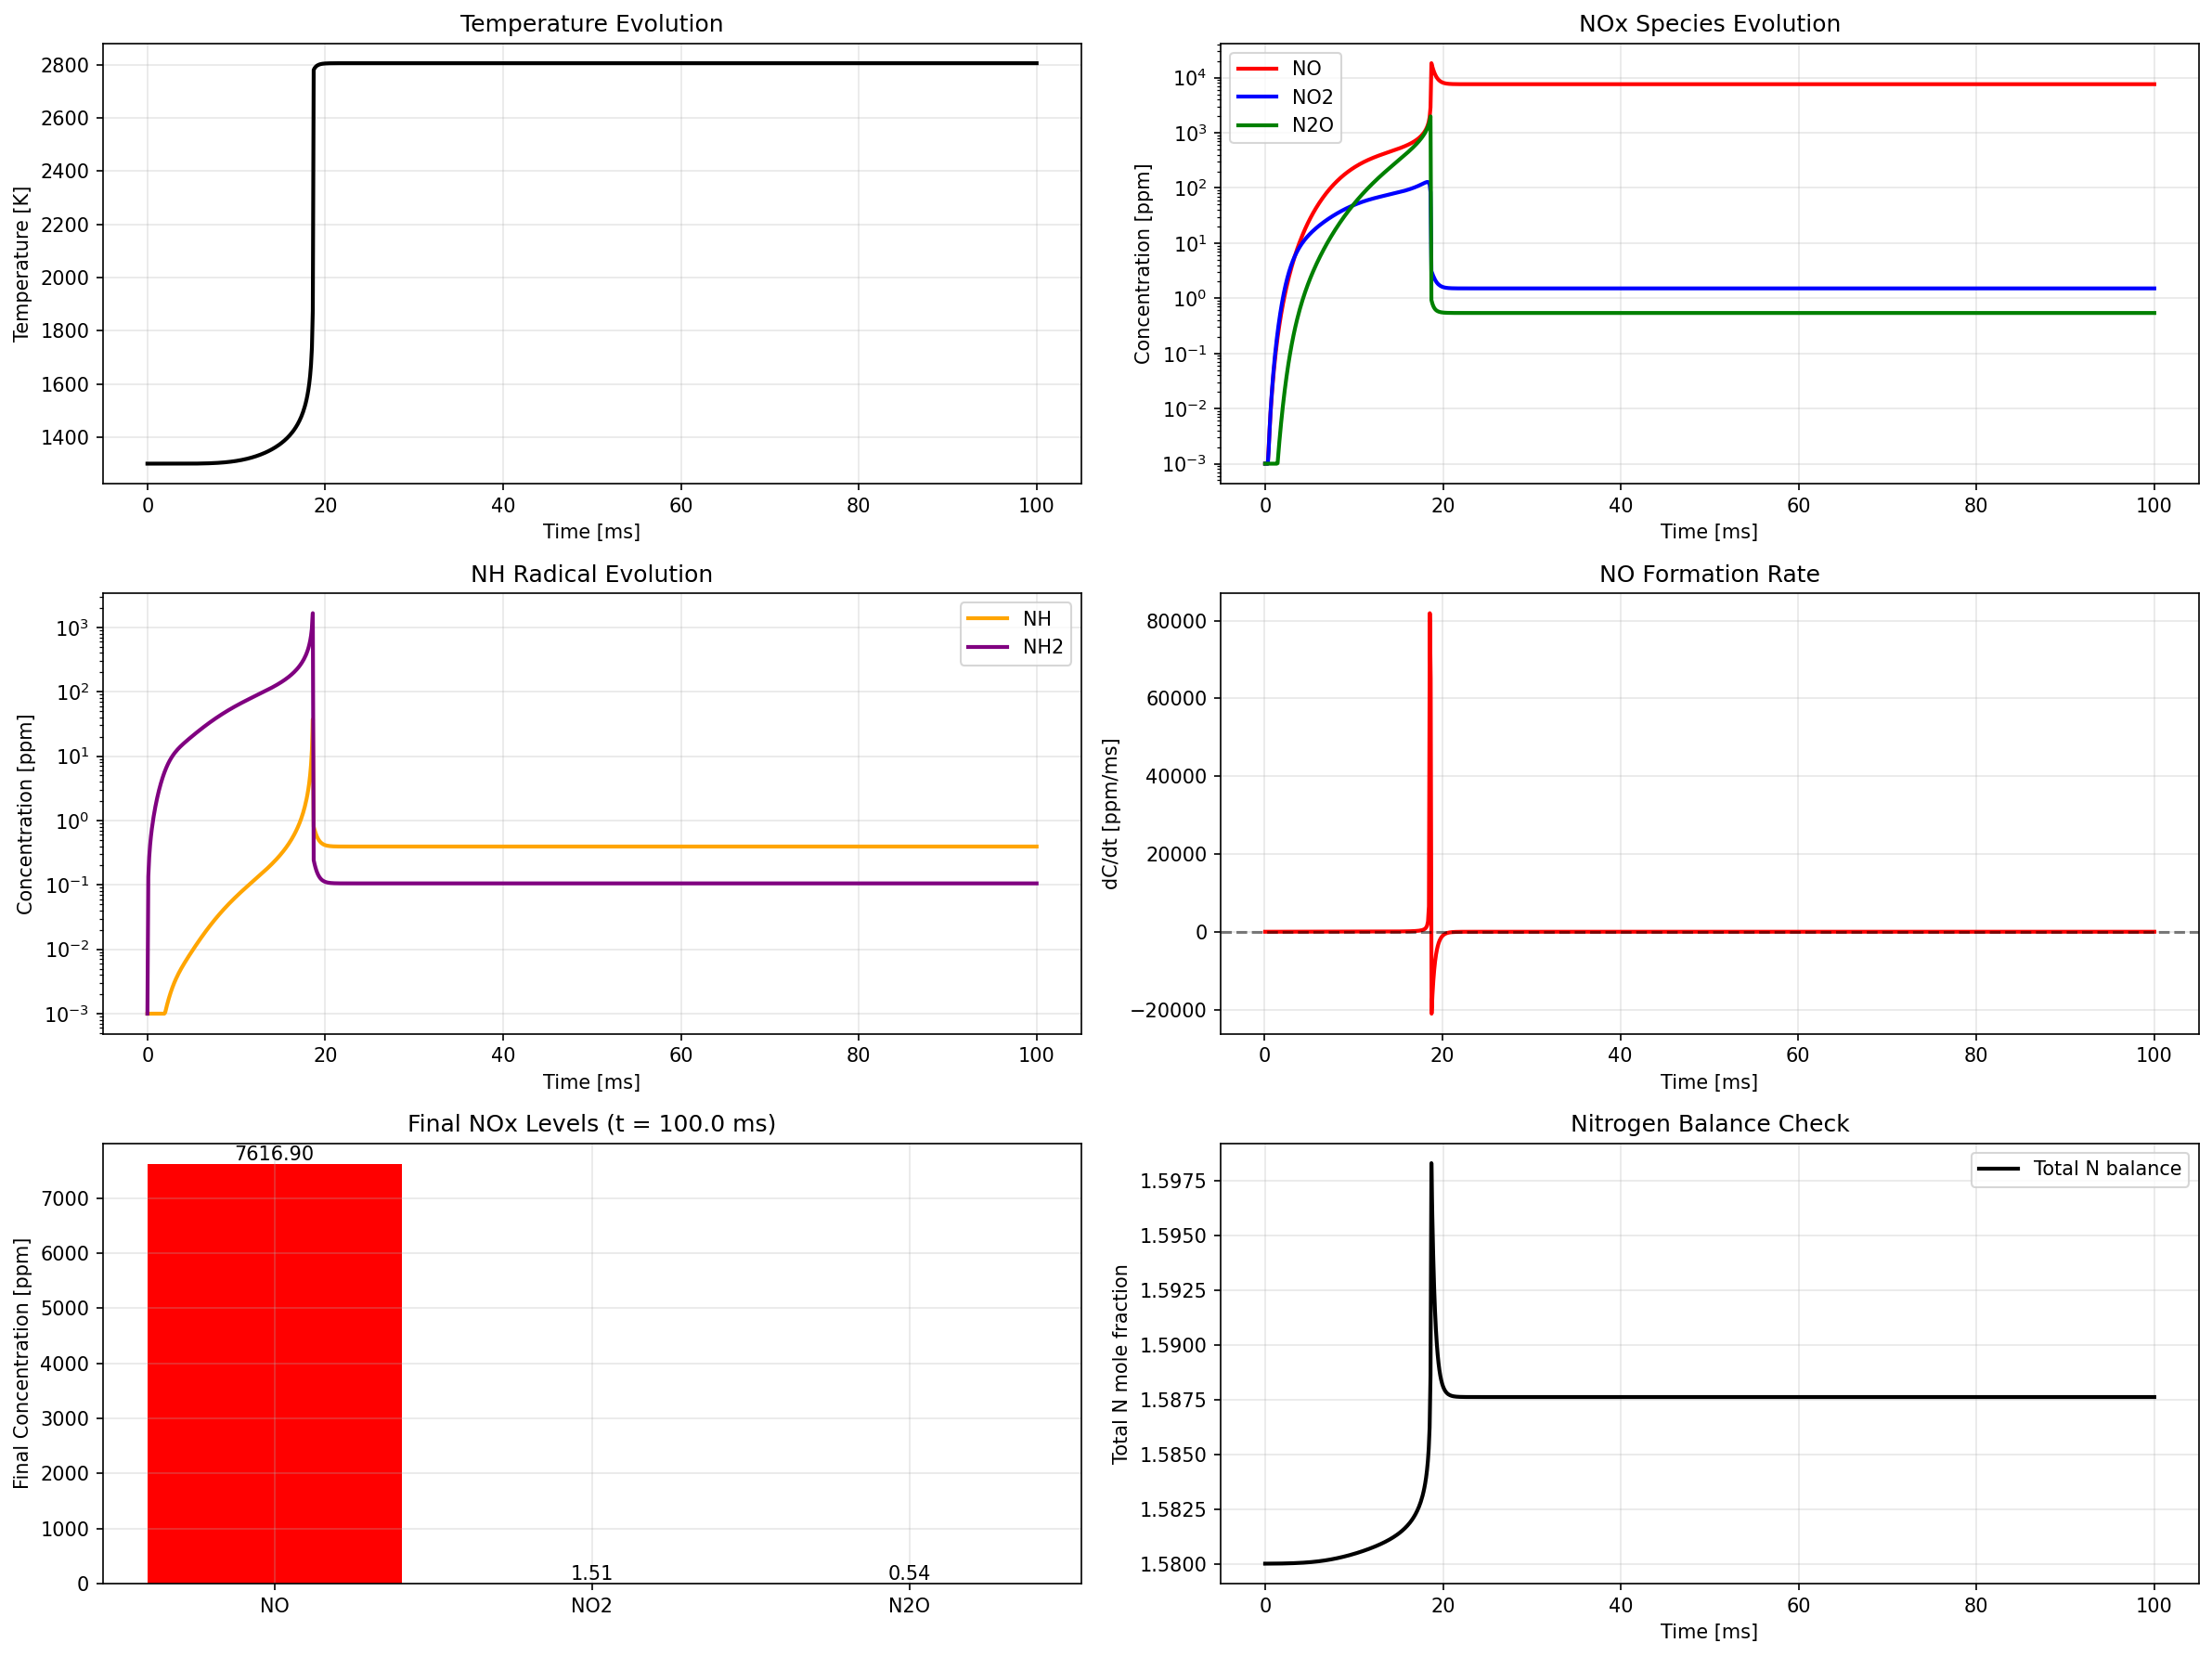 Temperature Evolution
Temperature [K]
2800
2600
2400
2200
2000
1800
1600
1400
0 20 40 60 80 100
Time [ms]
NOx Species Evolution
NO
NO2
N2O
Concentration [ppm]
10⁴
10³
10²
10¹
10⁰
10⁻¹
10⁻²
10⁻³
0 20 40 60 80 100
Time [ms]
NH Radical Evolution
NH
NH2
Concentration [ppm]
10³
10²
10¹
10⁰
10⁻¹
10⁻²
10⁻³
0 20 40 60 80 100
Time [ms]
NO Formation Rate
dC/dt [ppm/ms]
80000
60000
40000
20000
0
−20000
0 20 40 60 80 100
Time [ms]
Final NOx Levels (t = 100.0 ms)
Final Concentration [ppm]
7616.90
7000
6000
5000
4000
3000
2000
1000
0
1.51
0.54
NO NO2 N2O
Nitrogen Balance Check
Total N balance
Total N mole fraction
1.5975
1.5950
1.5925
1.5900
1.5875
1.5850
1.5825
1.5800
0 20 40 60 80 100
Time [ms]